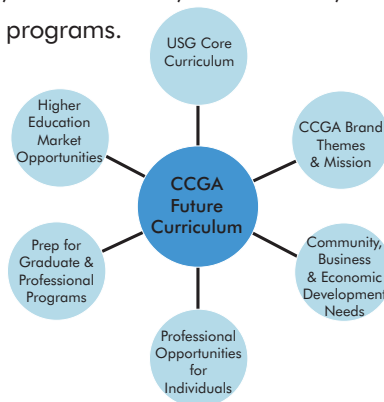 programs.
USG Core
Curriculum
Higher
Education
Market
Opportunities
CCGA Brand
Themes
& Mission
CCGA
Future
Curriculum
Prep for
Graduate &
Professional
Programs
Community,
Business
& Economic
Development
Needs
Professional
Opportunities
for
Individuals